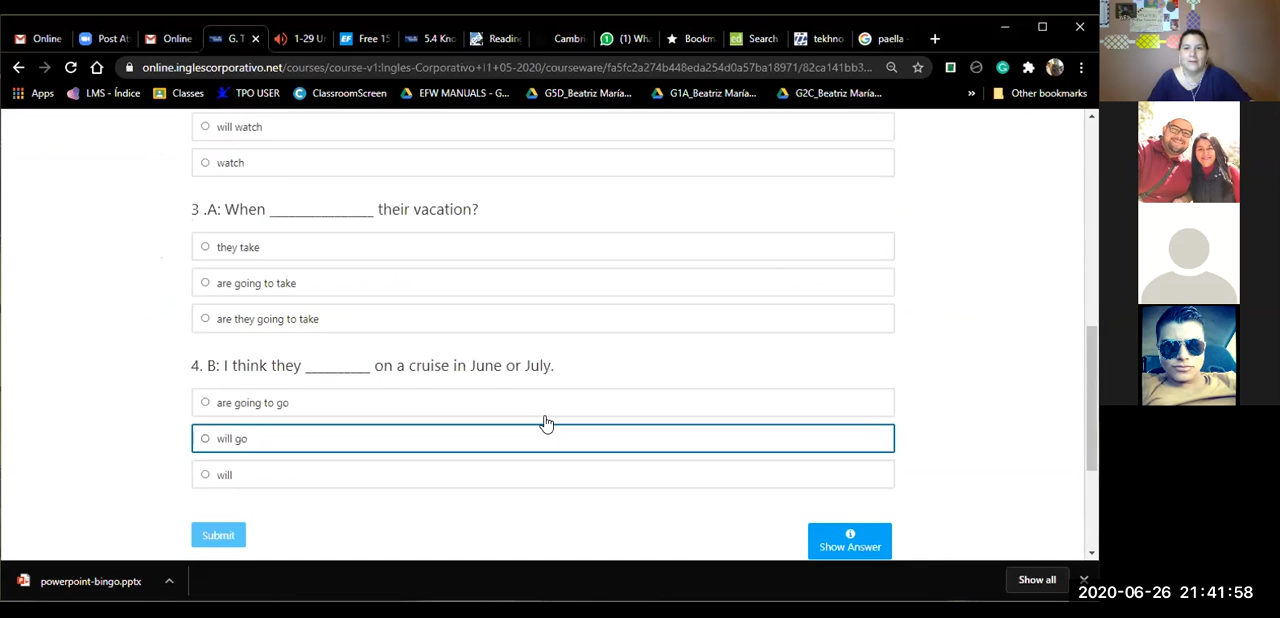 Online
Post At
Online
G. T
1-29 Ur
Free 15
5.4 Kno
Readin
Cambri
(1) Wha
Bookm
Search
tekhno
paella
online.inglescorporativo.net/courses/course-v1:Ingles-Corporativo+I1+05-2020/courseware/fa5fc2a274b448eda254d0a57ba18971/82ca141bb3...
Apps
LMS - Índice
Classes
TPO USER
ClassroomScreen
EFW MANUALS - G...
G5D_Beatriz María...
G1A_Beatriz María...
G2C_Beatriz María...
»
Other bookmarks
will watch
watch
3 .A: When _______________ their vacation?
they take
are going to take
are they going to take
4. B: I think they _________ on a cruise in June or July.
are going to go
will go
will
Submit
Show Answer
powerpoint-bingo.pptx
Show all
2020-06-26 21:41:58